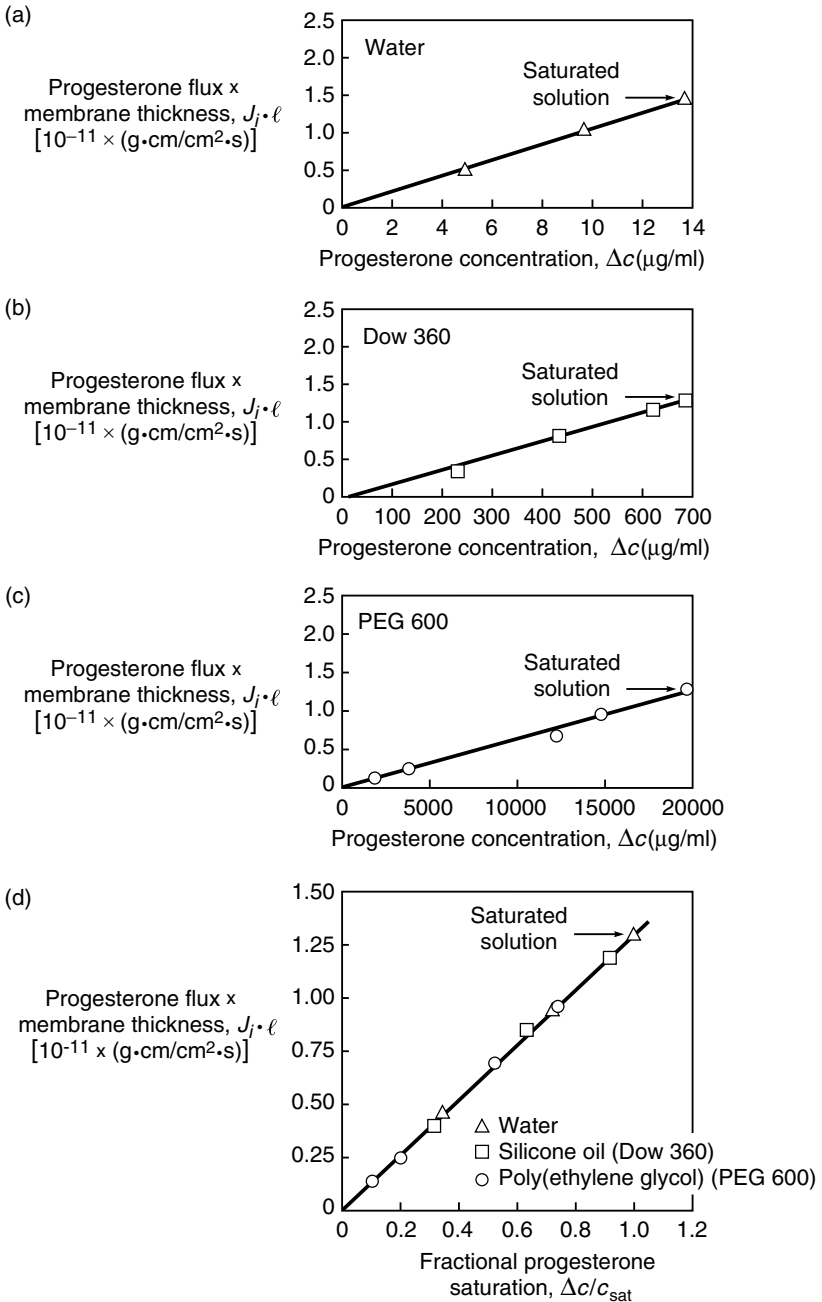 (a)
Progesterone flux x
membrane thickness, Jᵢ•ℓ
[10⁻¹¹ × (g•cm/cm²•s)]
2.5
2.0
1.5
1.0
0.5
0
Water
Saturated
solution
0 2 4 6 8 10 12 14
Progesterone concentration, Δc(μg/ml)
(b)
Progesterone flux x
membrane thickness, Jᵢ•ℓ
[10⁻¹¹ × (g•cm/cm²•s)]
2.5
2.0
1.5
1.0
0.5
0
Dow 360
Saturated
solution
0 100 200 300 400 500 600 700
Progesterone concentration, Δc(μg/ml)
(c)
Progesterone flux x
membrane thickness, Jᵢ•ℓ
[10⁻¹¹ × (g•cm/cm²•s)]
2.5
2.0
1.5
1.0
0.5
0
PEG 600
Saturated
solution
0 5000 10000 15000 20000
Progesterone concentration, Δc(μg/ml)
(d)
Progesterone flux x
membrane thickness, Jᵢ•ℓ
[10⁻¹¹ x (g•cm/cm²•s)]
1.50
1.25
1.00
0.75
0.50
0.25
0
Saturated
solution
Water
Silicone oil (Dow 360)
Poly(ethylene glycol) (PEG 600)
0 0.2 0.4 0.6 0.8 1.0 1.2
Fractional progesterone
saturation, Δc/c_sat